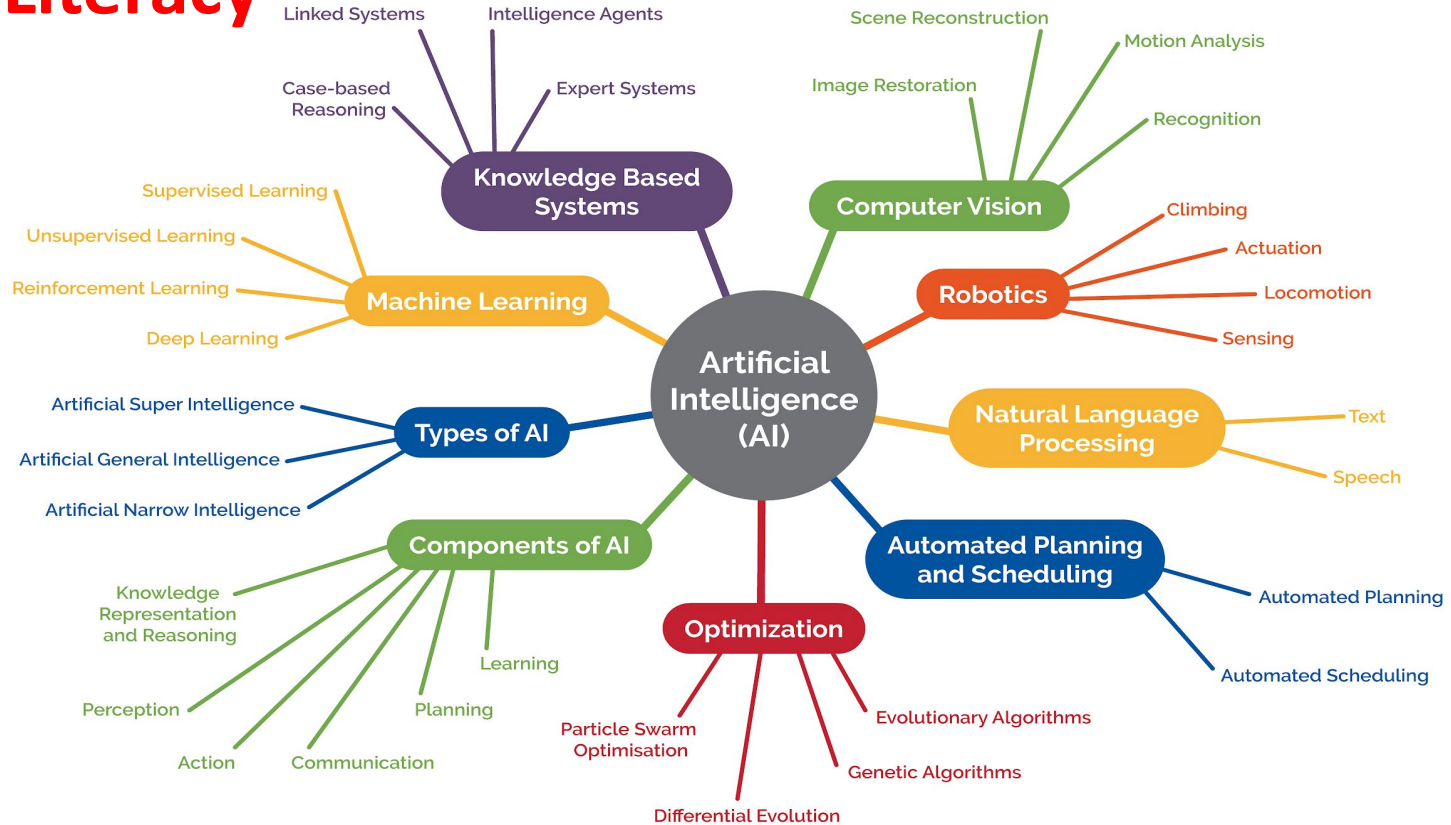 Literacy
Linked Systems
Intelligence Agents
Case-based
Reasoning
Expert Systems
Knowledge Based
Systems
Scene Reconstruction
Motion Analysis
Image Restoration
Recognition
Computer Vision
Supervised Learning
Unsupervised Learning
Reinforcement Learning
Deep Learning
Machine Learning
Climbing
Actuation
Locomotion
Sensing
Robotics
Artificial
Intelligence
(AI)
Artificial Super Intelligence
Artificial General Intelligence
Artificial Narrow Intelligence
Types of AI
Natural Language
Processing
Text
Speech
Components of AI
Knowledge
Representation
and Reasoning
Perception
Action
Communication
Planning
Learning
Optimization
Particle Swarm
Optimisation
Differential Evolution
Genetic Algorithms
Evolutionary Algorithms
Automated Planning
and Scheduling
Automated Planning
Automated Scheduling